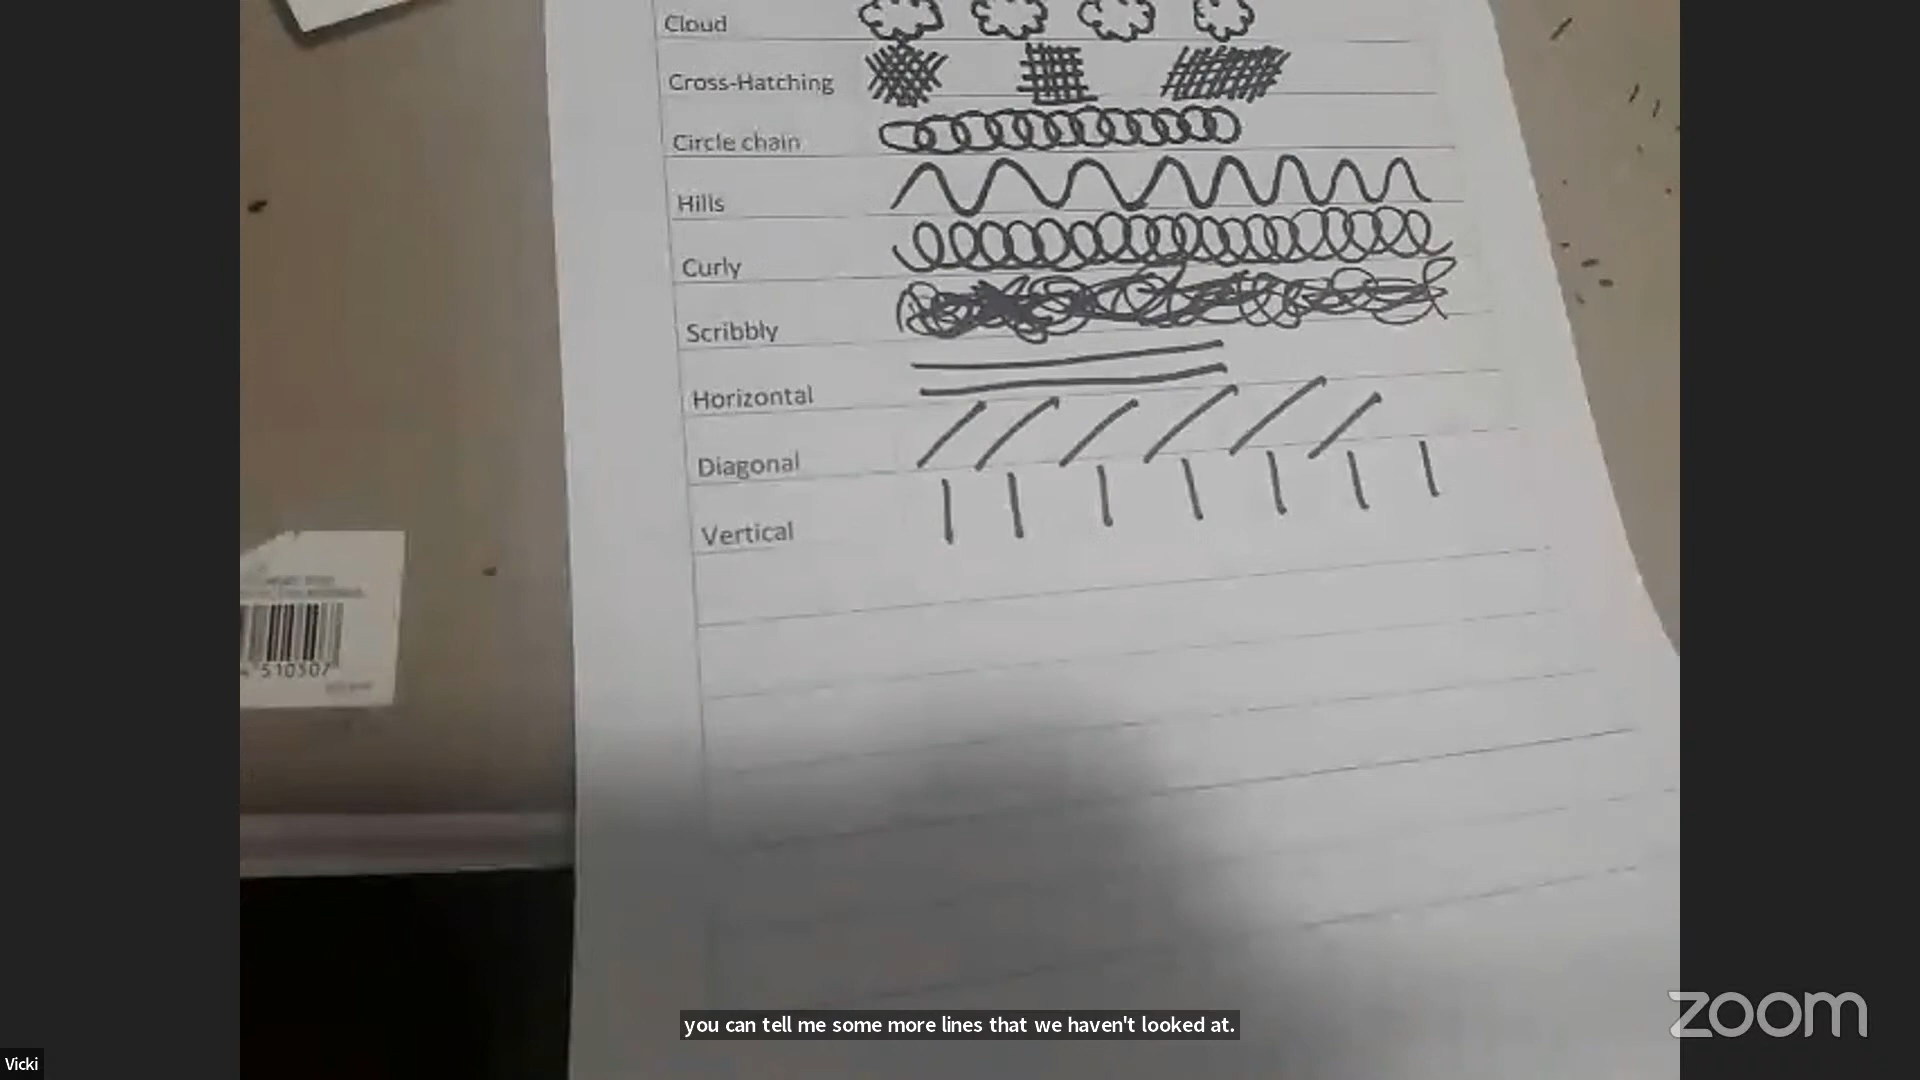 Cloud
Cross-Hatching
Circle chain
Hills
Curly
Scribbly
Horizontal
Diagonal
Vertical
510307
you can tell me some more lines that we haven't looked at.
zoom
Vicki